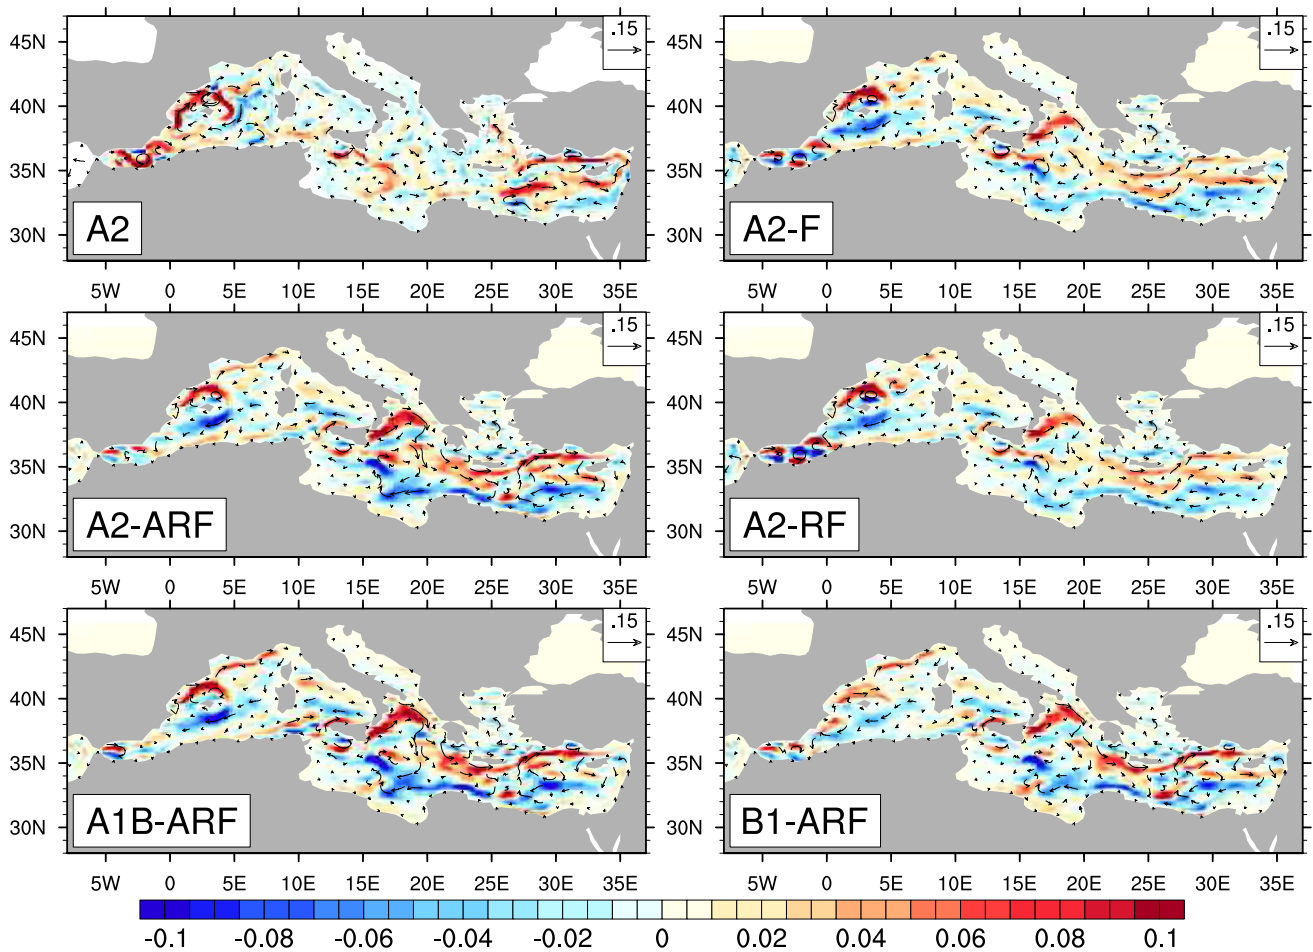 .15 .15
45N 45N
40N 40N
35N 35N
30N 30N
A2 A2-F
5W 0 5E 10E 15E 20E 25E 30E 35E 5W 0 5E 10E 15E 20E 25E 30E 35E
.15 .15
45N 45N
40N 40N
35N 35N
30N 30N
A2-ARF A2-RF
5W 0 5E 10E 15E 20E 25E 30E 35E 5W 0 5E 10E 15E 20E 25E 30E 35E
.15 .15
45N 45N
40N 40N
35N 35N
30N 30N
A1B-ARF B1-ARF
5W 0 5E 10E 15E 20E 25E 30E 35E 5W 0 5E 10E 15E 20E 25E 30E 35E
-0.1 -0.08 -0.06 -0.04 -0.02 0 0.02 0.04 0.06 0.08 0.1